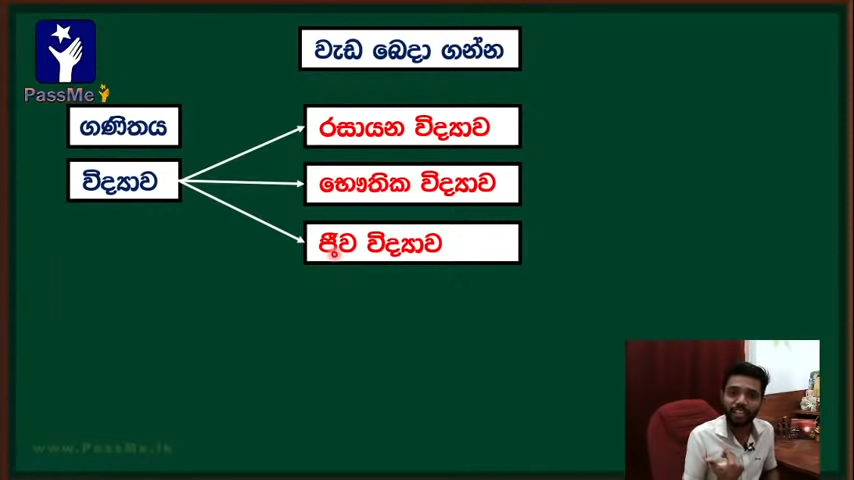 වැඩ බෙදා ගන්න
PassMe
ගණිතය
රසායන විද්‍යාව
විද්‍යාව
භෞතික විද්‍යාව
ජීව විද්‍යාව
www.PassMe.lk